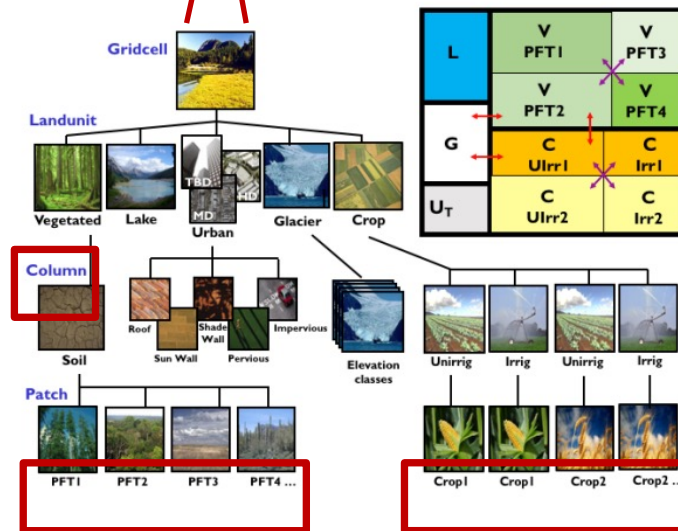 Gridcell
Landunit
Vegetated
Lake
TBD
HD
MD
Urban
Glacier
Crop
L
G
UT
V
PFT1
V
PFT3
V
PFT2
V
PFT4
C
UIrr1
C
Irr1
C
UIrr2
C
Irr2
Column
Soil
Roof
Sun Wall
Shade
Wall
Pervious
Impervious
Elevation
classes
Unirrig
Irrig
Unirrig
Irrig
Patch
PFT1
PFT2
PFT3
PFT4 ...
Crop1
Crop1
Crop2
Crop2 ...